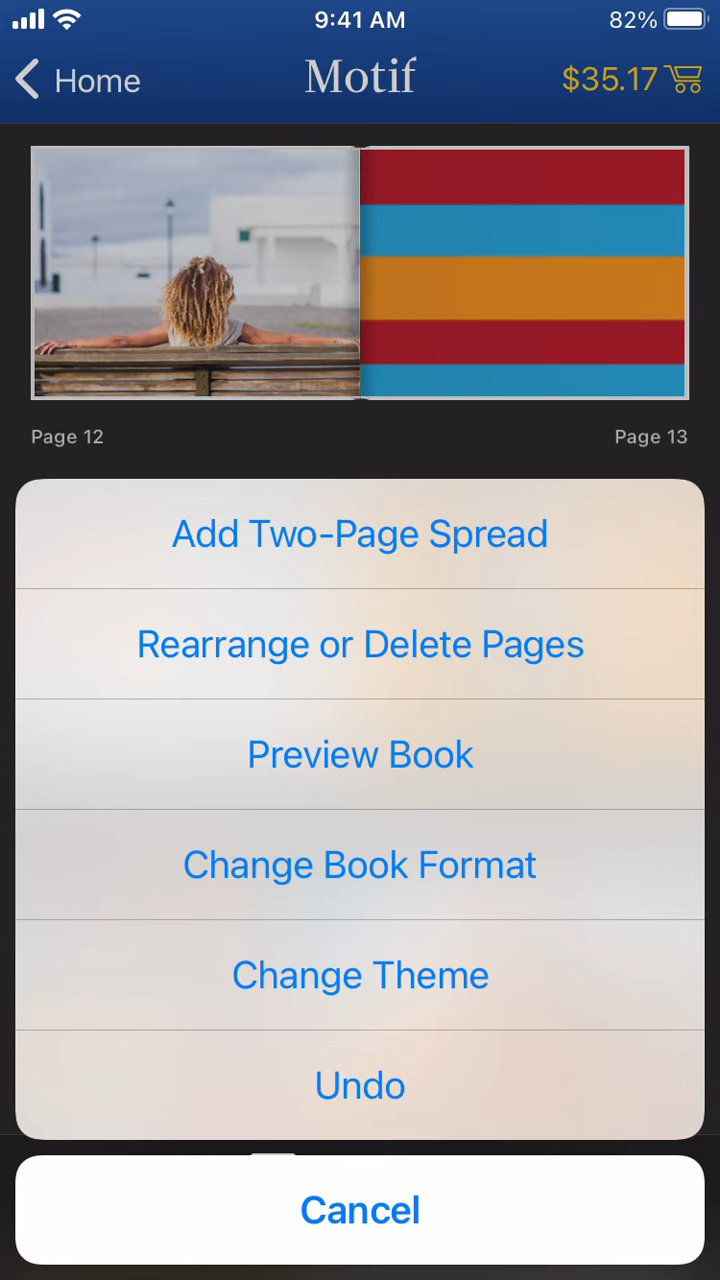 9:41 AM
82%
Home
Motif
$35.17
Page 12
Page 13
Add Two-Page Spread
Rearrange or Delete Pages
Preview Book
Change Book Format
Change Theme
Undo
Cancel